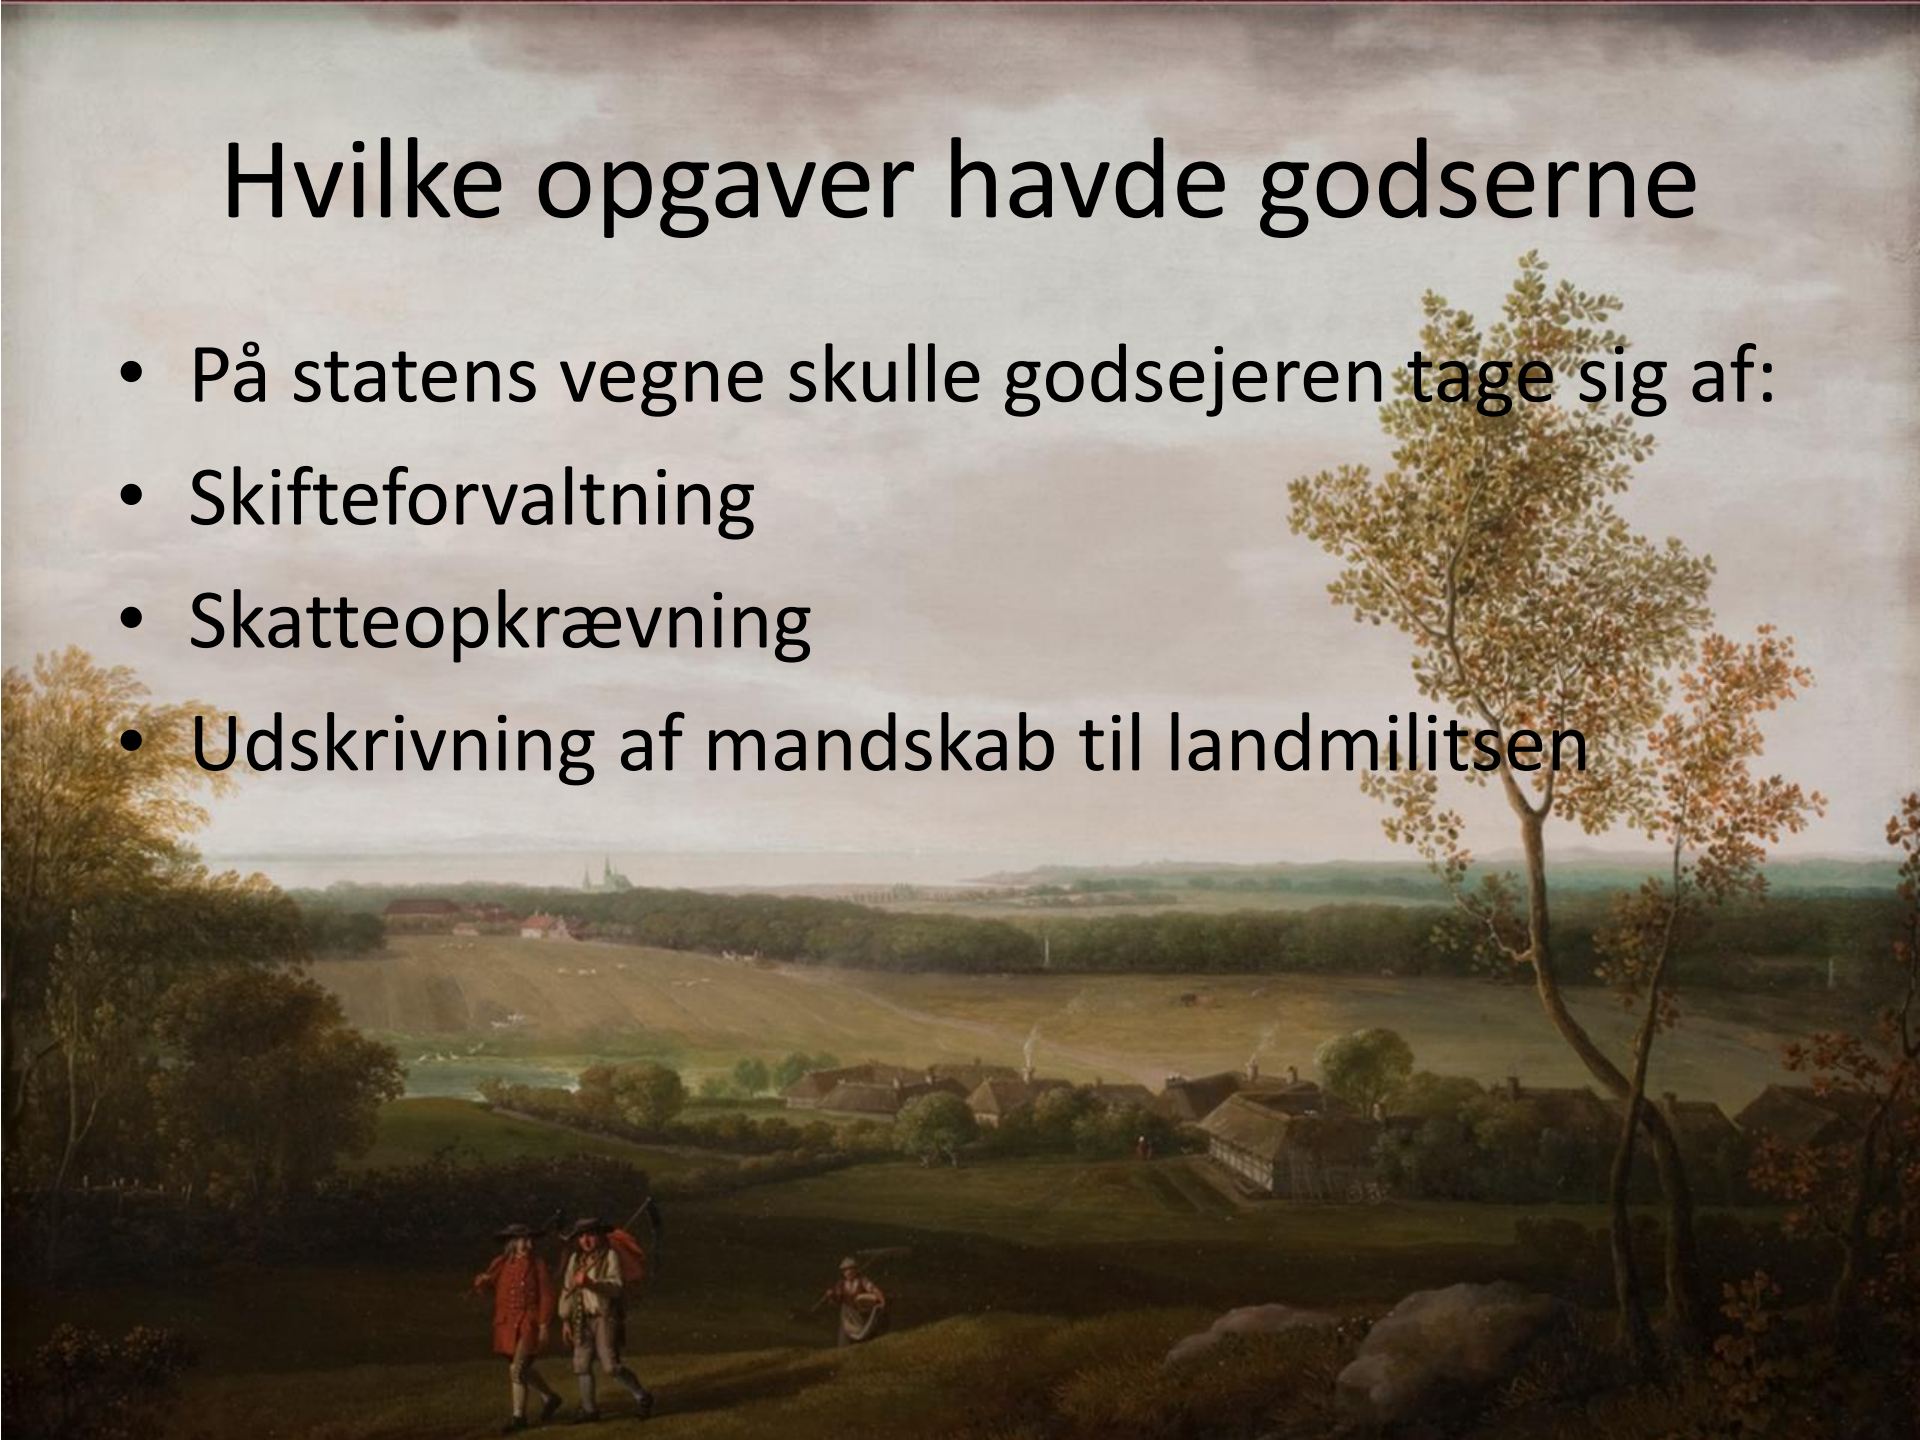 Hvilke opgaver havde godserne
• På statens vegne skulle godsejeren tage sig af:
• Skifteforvaltning
• Skatteopkrævning
• Udskrivning af mandskab til landmilitsen